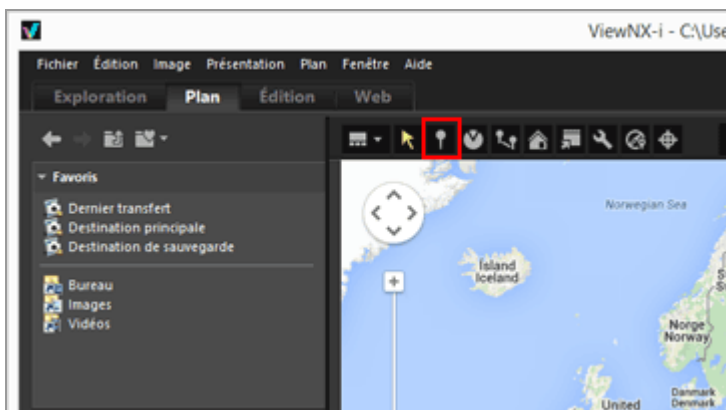 ViewNX-i - C:\Use
Fichier Édition Image Présentation Plan Fenêtre Aide
Exploration Plan Édition Web
Favoris
Dernier transfert
Destination principale
Destination de sauvegarde
Bureau
Images
Vidéos
Norwegian Sea
Ísland
Iceland
Norge
Norway
Danmark
Denmark
United